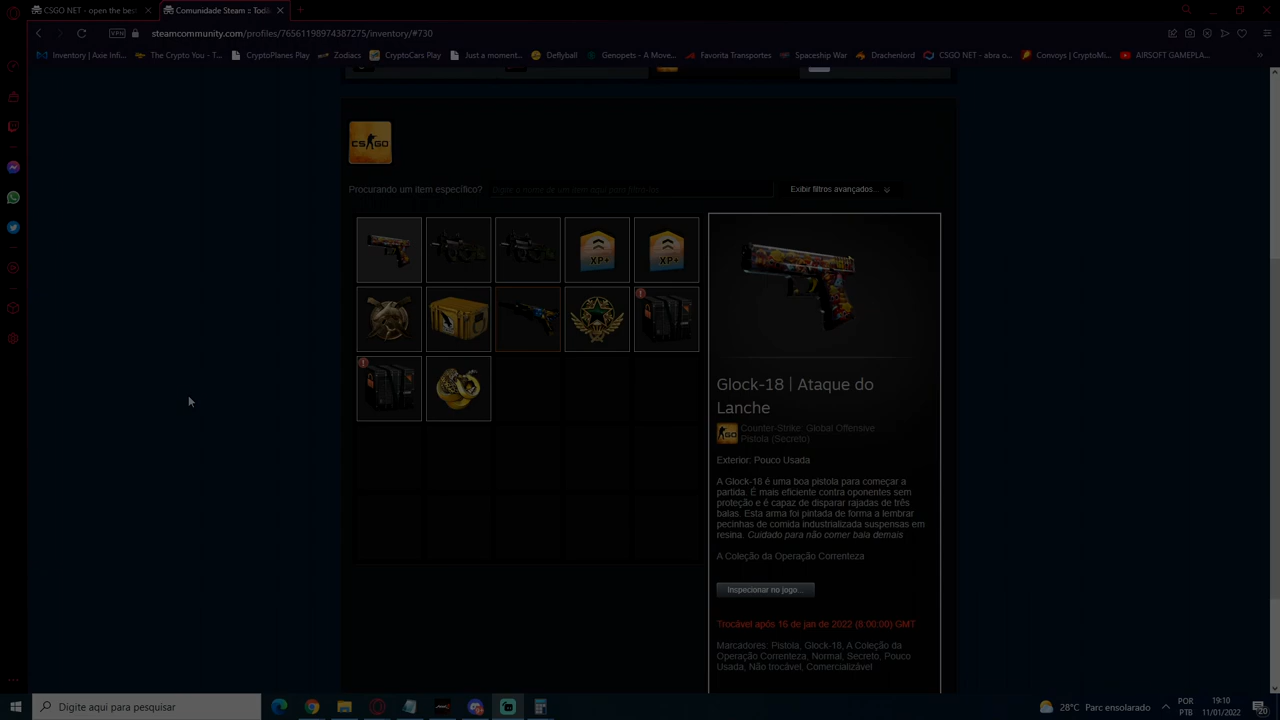 CSGO NET - open the best
Comunidade Steam :: Todi
VPN
steamcommunity.com/profiles/76561198974387275/inventory/#730
Inventory | Axie Infi...
The Crypto You - T...
CryptoPlanes Play
Zodiacs
CryptoCars Play
Just a moment...
Deflyball
Genopets - A Move...
Favorita Transportes
Spaceship War
Drachenlord
CSGO NET - abra o...
Convoys | CryptoMi...
AIRSOFT GAMEPLA...
CS GO
Procurando um item específico?
Exibir filtros avançados...
XP+
XP+
Glock-18 | Ataque do
Lanche
Counter-Strike: Global Offensive
Pistola (Secreto)
Exterior: Pouco Usada
A Glock-18 é uma boa pistola para começar a
partida. É mais eficiente contra oponentes sem
proteção e é capaz de disparar rajadas de três
balas. Esta arma foi pintada de forma a lembrar
pecinhas de comida industrializada suspensas em
resina. Cuidado para não comer bala demais
A Coleção da Operação Correnteza
Inspecionar no jogo...
Trocável após 16 de jan de 2022 (8:00:00) GMT
Marcadores: Pistola, Glock-18, A Coleção da
Operação Correnteza, Normal, Secreto, Pouco
Usada, Não trocável, Comercializável
Digite aqui para pesquisar
28°C Parc ensolarado
POR
PTB
19:10
11/01/2022
20